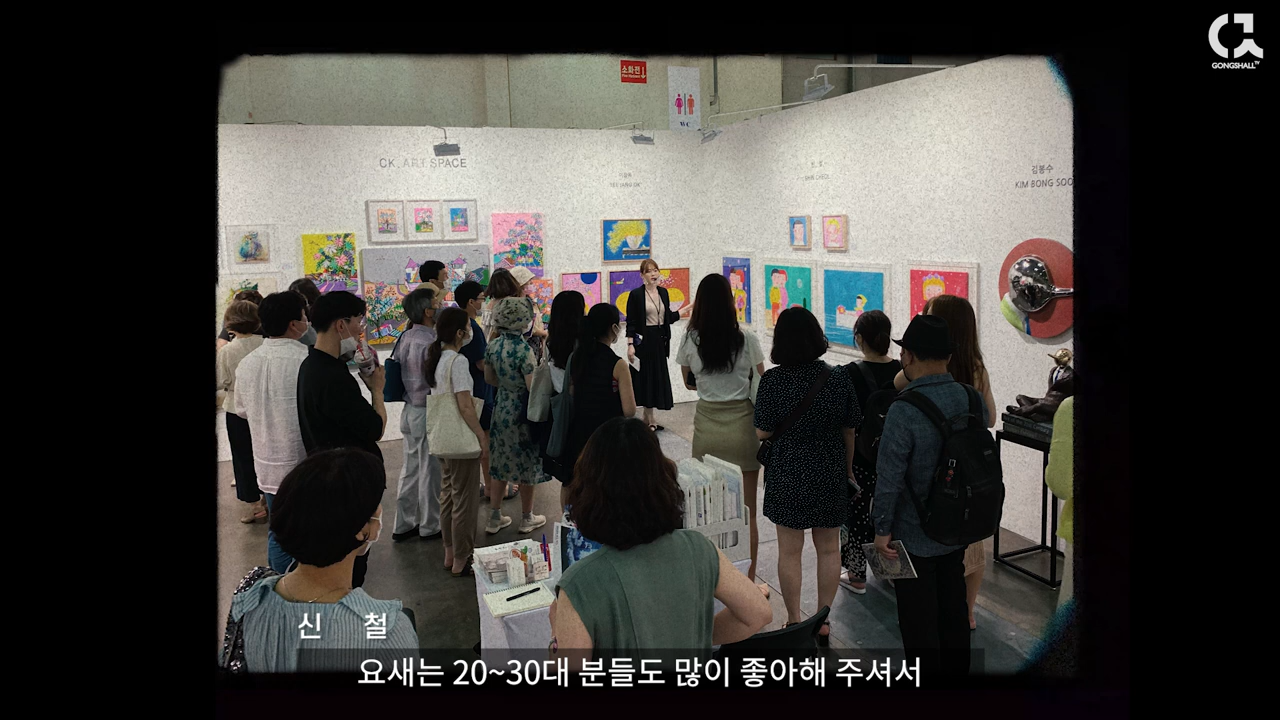 GONGSHALL TV
소화전
WC
CK. ART SPACE
김봉수
KIM BONG SOO
신 철
요새는 20~30대 분들도 많이 좋아해 주셔서